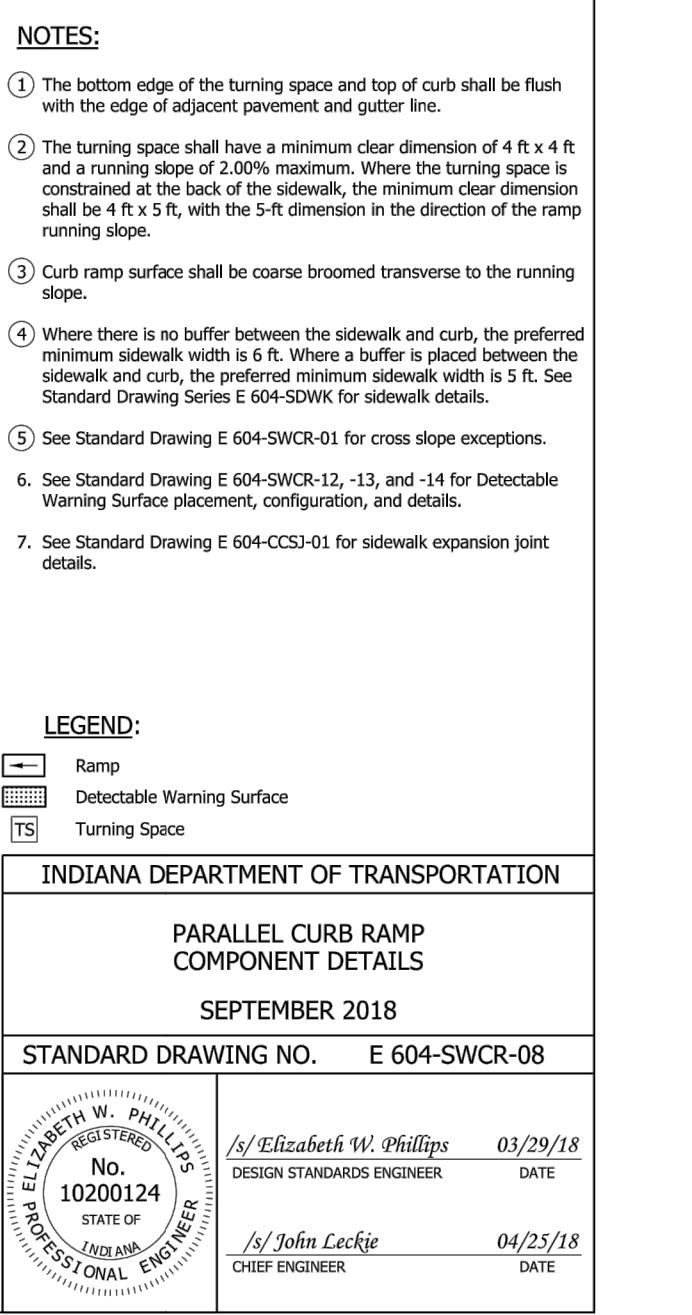 NOTES:
1 The bottom edge of the turning space and top of curb shall be flush
with the edge of adjacent pavement and gutter line.
2 The turning space shall have a minimum clear dimension of 4 ft x 4 ft
and a running slope of 2.00% maximum. Where the turning space is
constrained at the back of the sidewalk, the minimum clear dimension
shall be 4 ft x 5 ft, with the 5-ft dimension in the direction of the ramp
running slope.
3 Curb ramp surface shall be coarse broomed transverse to the running
slope.
4 Where there is no buffer between the sidewalk and curb, the preferred
minimum sidewalk width is 6 ft. Where a buffer is placed between the
sidewalk and curb, the preferred minimum sidewalk width is 5 ft. See
Standard Drawing Series E 604-SDWK for sidewalk details.
5 See Standard Drawing E 604-SWCR-01 for cross slope exceptions.
6. See Standard Drawing E 604-SWCR-12, -13, and -14 for Detectable
Warning Surface placement, configuration, and details.
7. See Standard Drawing E 604-CCSJ-01 for sidewalk expansion joint
details.
LEGEND:
Ramp
Detectable Warning Surface
TS Turning Space
INDIANA DEPARTMENT OF TRANSPORTATION
PARALLEL CURB RAMP
COMPONENT DETAILS
SEPTEMBER 2018
STANDARD DRAWING NO. E 604-SWCR-08
ELIZABETH W. PHILLIPS
REGISTERED
No.
10200124
STATE OF
INDIANA
PROFESSIONAL ENGINEER
/s/ Elizabeth W. Phillips 03/29/18
DESIGN STANDARDS ENGINEER DATE
/s/ John Leckie 04/25/18
CHIEF ENGINEER DATE